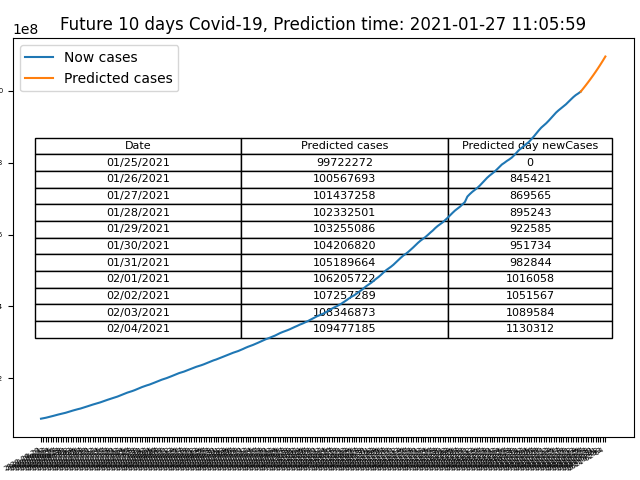 Future 10 days Covid-19, Prediction time: 2021-01-27 11:05:59
1e8
Now cases
Predicted cases
Date Predicted cases Predicted day newCases
01/25/2021 99722272 0
01/26/2021 100567693 845421
01/27/2021 101437258 869565
01/28/2021 102332501 895243
01/29/2021 103255086 922585
01/30/2021 104206820 951734
01/31/2021 105189664 982844
02/01/2021 106205722 1016058
02/02/2021 107257289 1051567
02/03/2021 108346873 1089584
02/04/2021 109477185 1130312